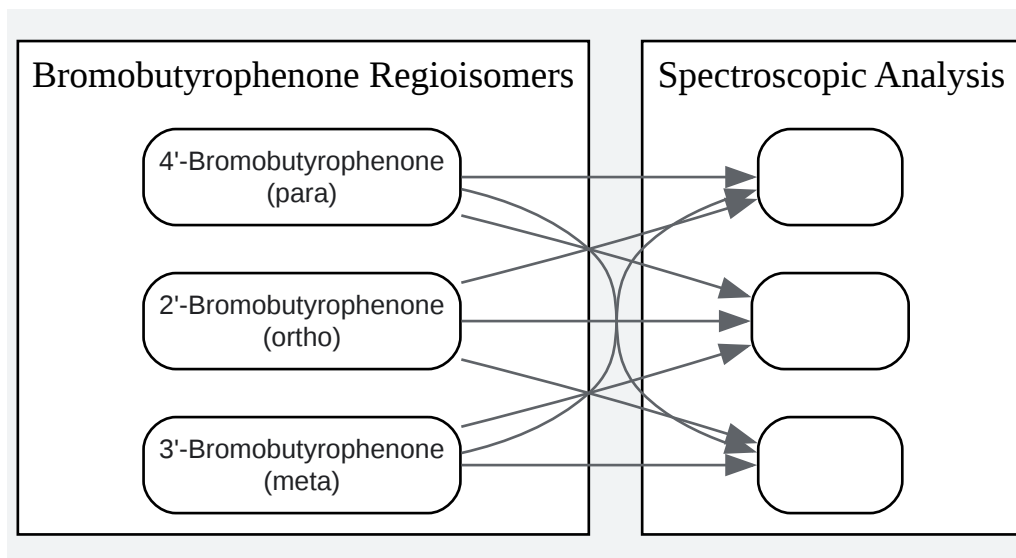 Bromobutyrophenone Regioisomers
Spectroscopic Analysis
4'-Bromobutyrophenone
(para)
2'-Bromobutyrophenone
(ortho)
3'-Bromobutyrophenone
(meta)